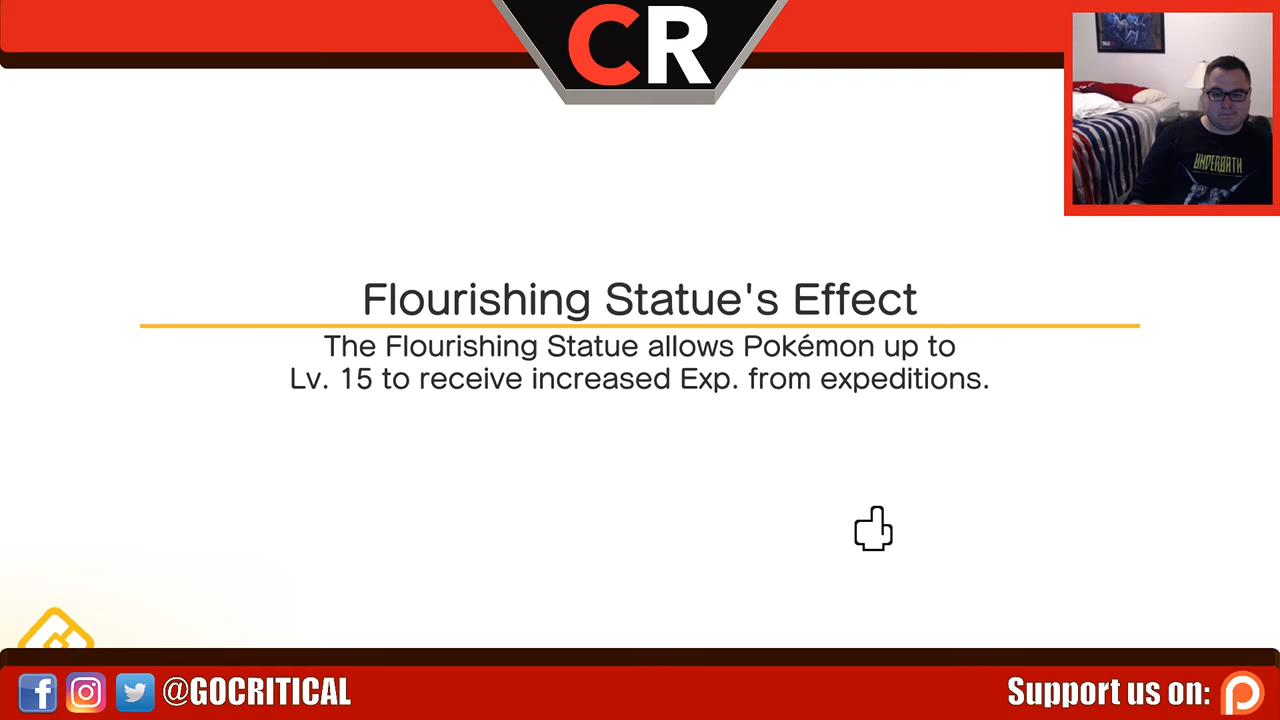 CR
UNDERØATH
Flourishing Statue's Effect
The Flourishing Statue allows Pokémon up to
Lv. 15 to receive increased Exp. from expeditions.
@GOCRITICAL
Support us on: